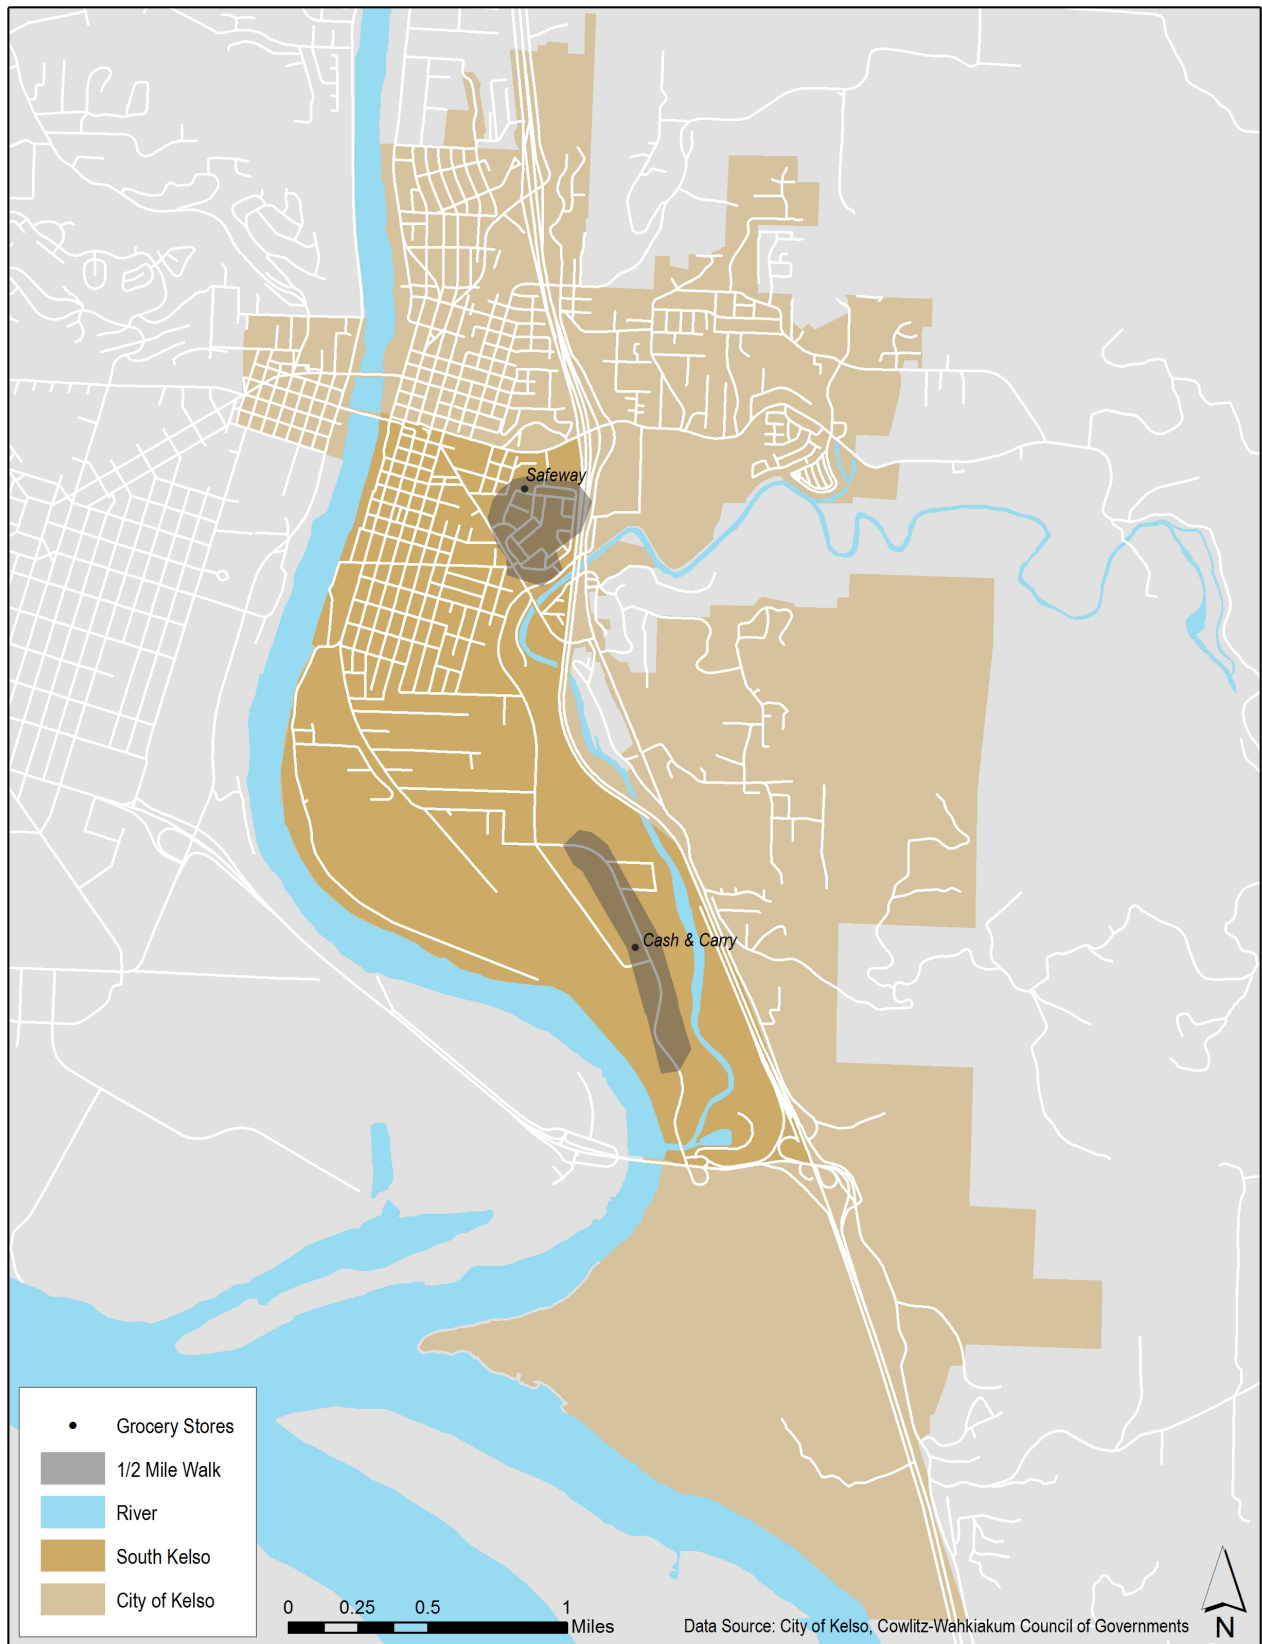 Safeway
Cash & Carry
Grocery Stores
1/2 Mile Walk
River
South Kelso
City of Kelso
0 0.25 0.5 1
Miles
Data Source: City of Kelso, Cowlitz-Wahkiakum Council of Governments
N